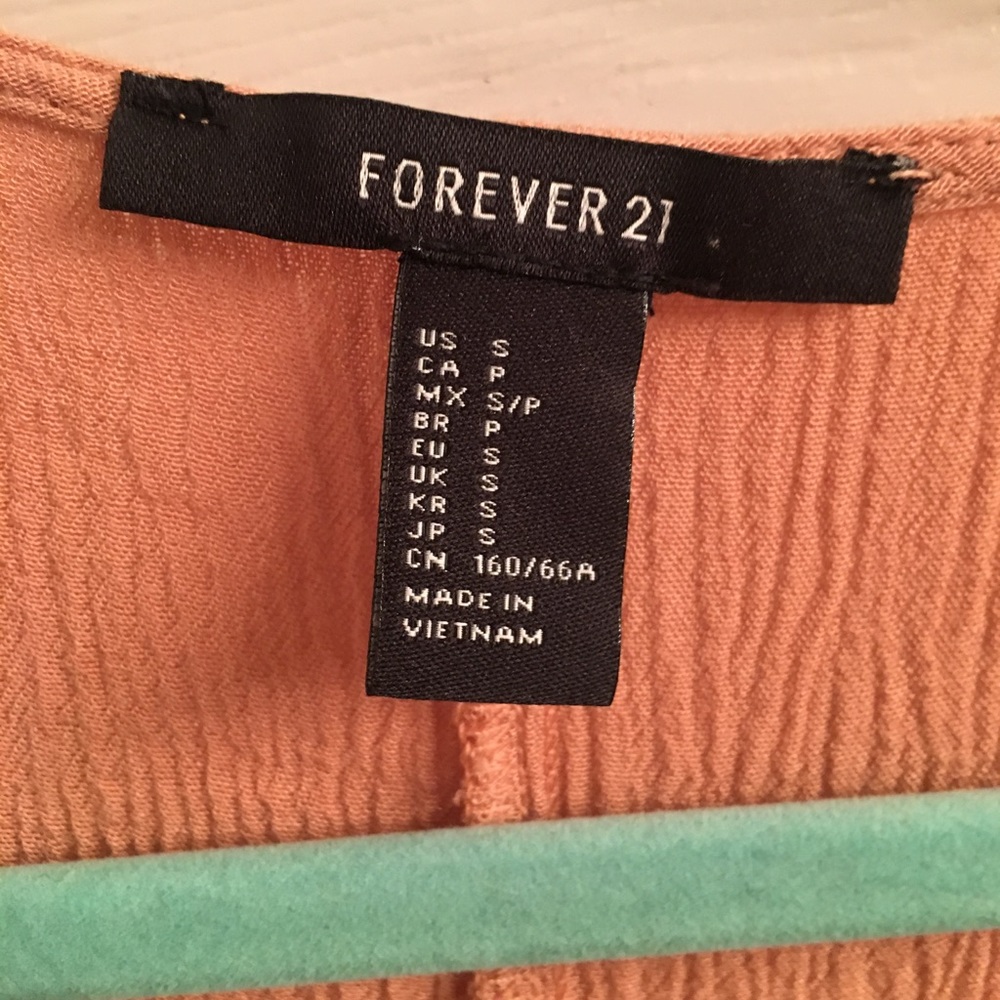 FOREVER 21
US S
CA P
MX S/P
BR P
EU S
UK S
KR S
JP S
CN 160/66A
MADE IN
VIETNAM